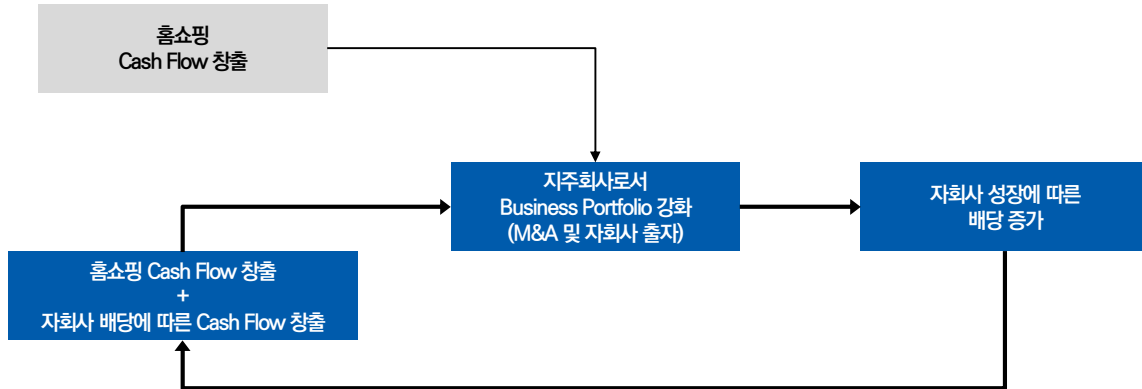 홈쇼핑
Cash Flow 창출
지주회사로서
Business Portfolio 강화
(M&A 및 자회사 출자)
자회사 성장에 따른
배당 증가
홈쇼핑 Cash Flow 창출
+
자회사 배당에 따른 Cash Flow 창출